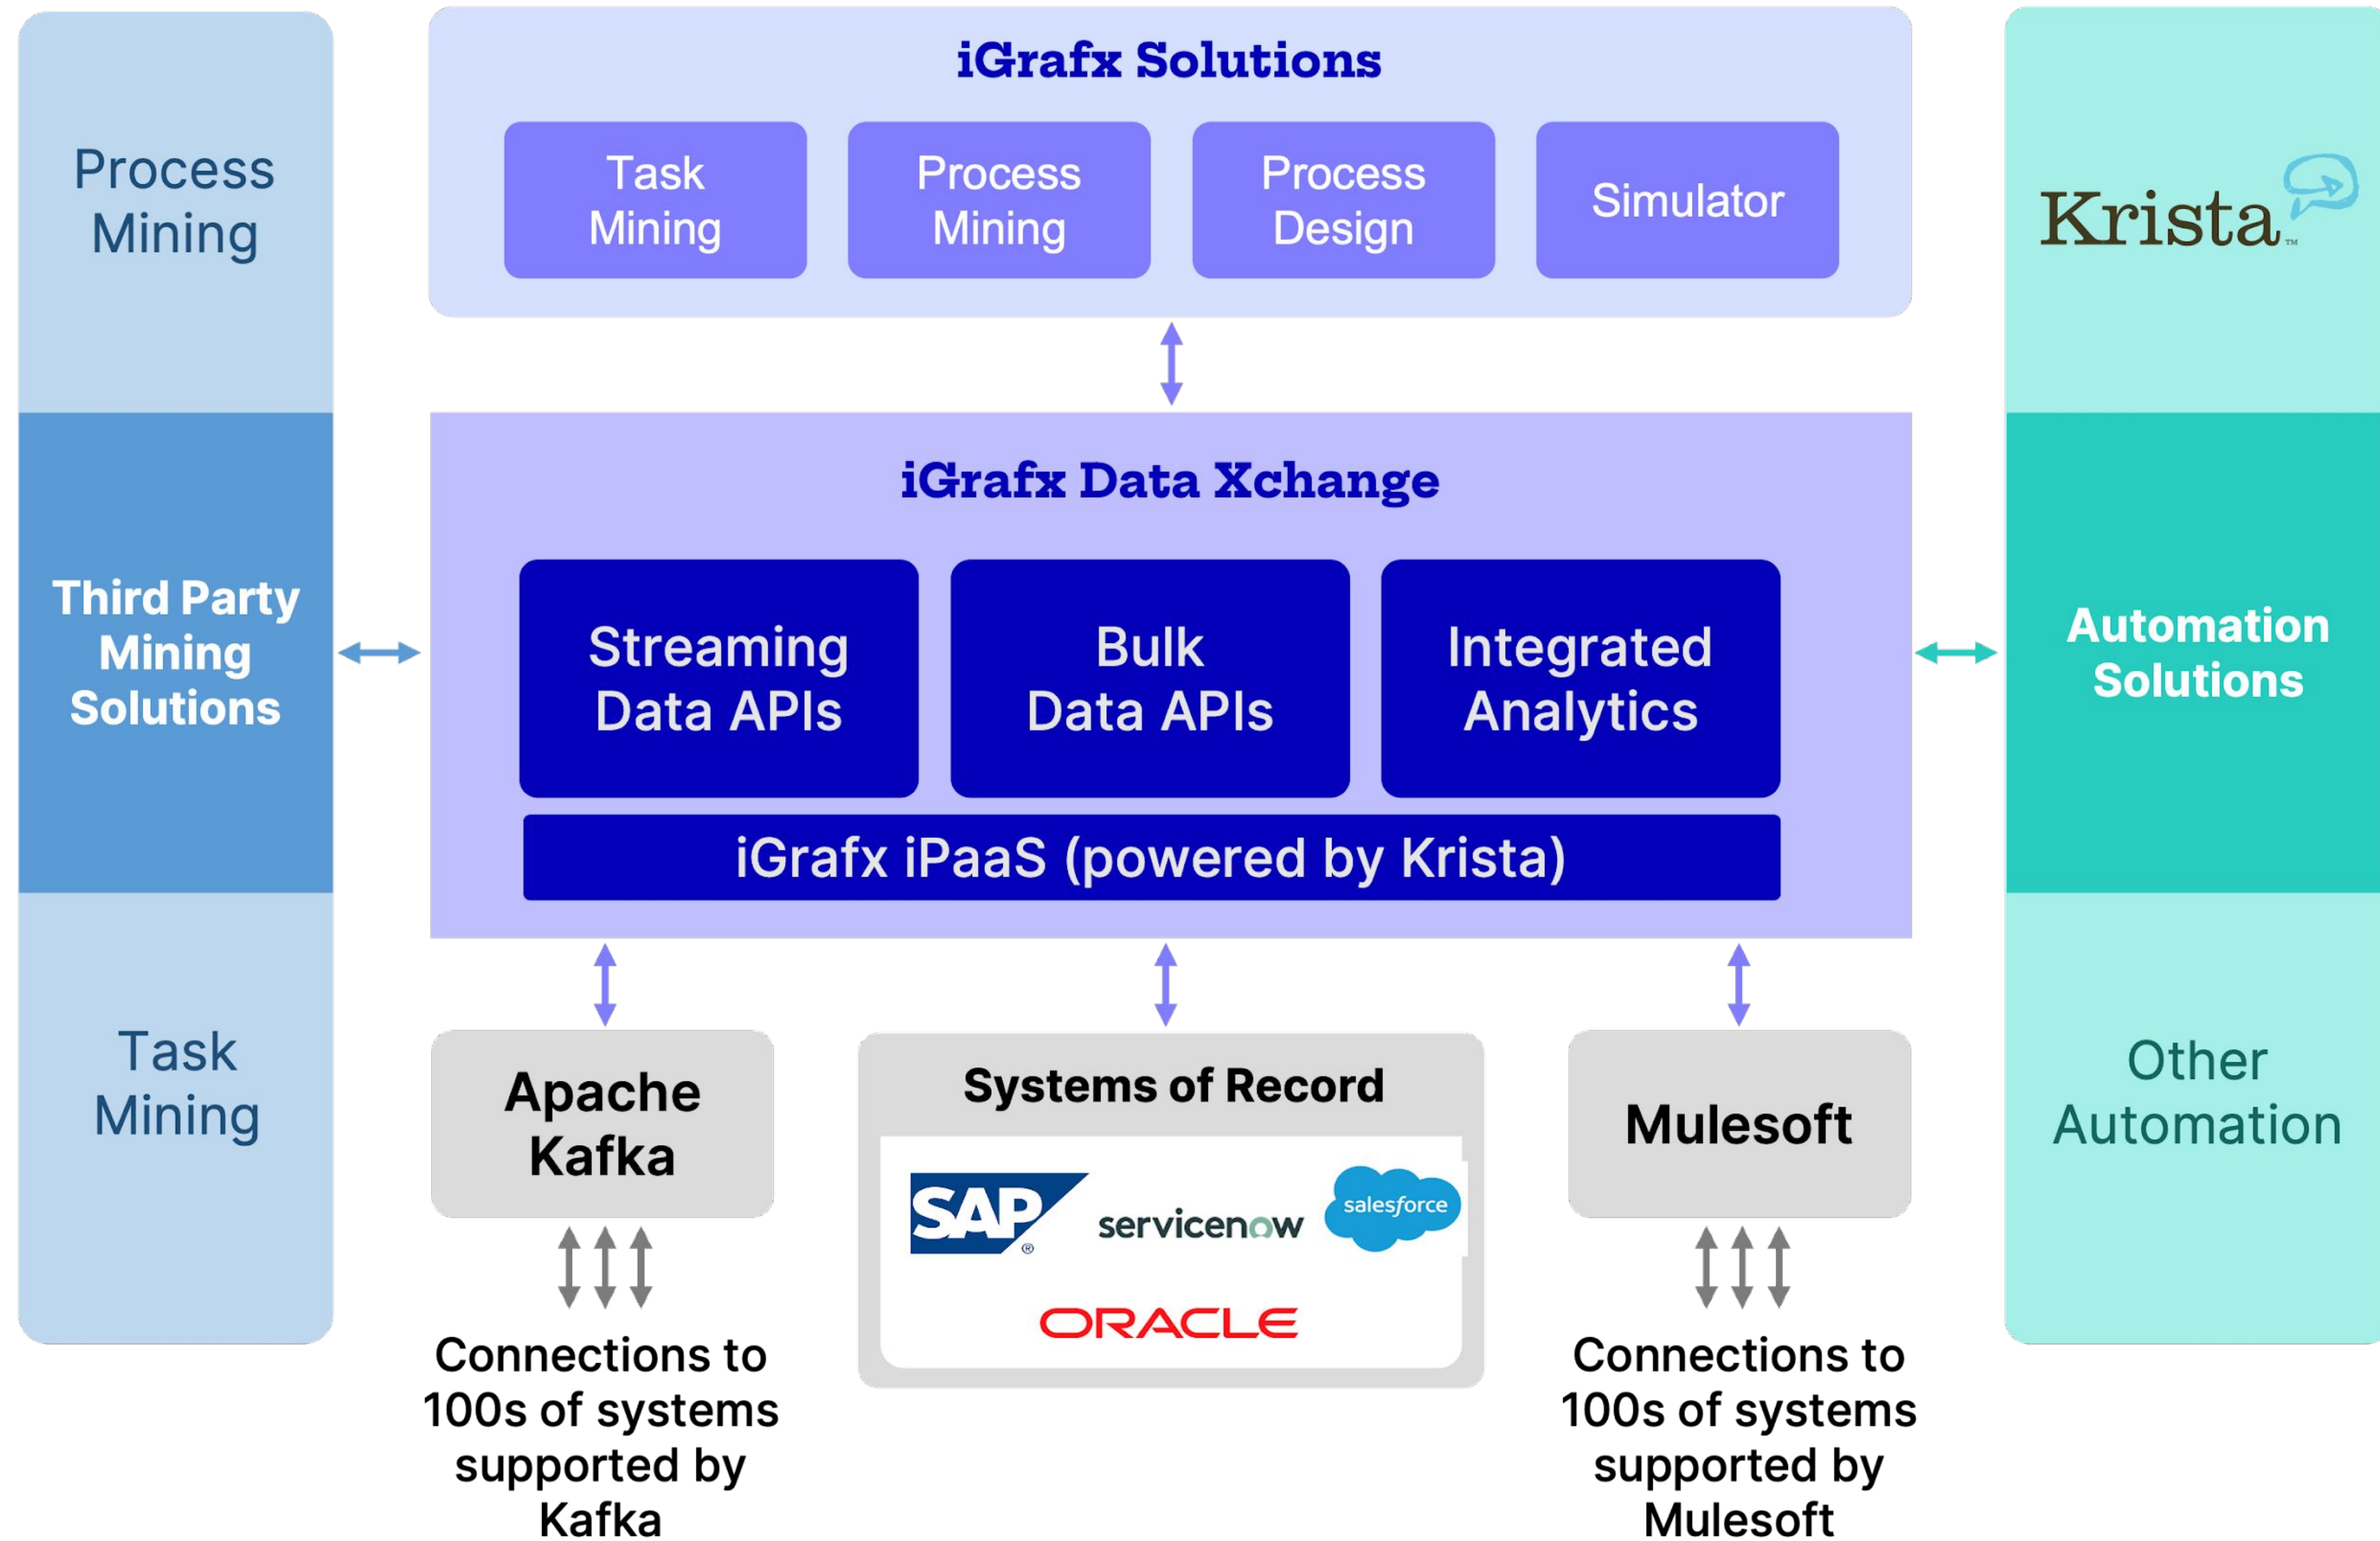 Process
Mining
Third Party
Mining
Solutions
Task
Mining
iGrafx Solutions
Task
Mining
Process
Mining
Process
Design
Simulator
iGrafx Data Xchange
Streaming
Data APIs
Bulk
Data APIs
Integrated
Analytics
iGrafx iPaaS (powered by Krista)
Apache
Kafka
Connections to
100s of systems
supported by
Kafka
Systems of Record
SAP
®
servicenow
salesforce
ORACLE
Mulesoft
Connections to
100s of systems
supported by
Mulesoft
Krista™
Automation
Solutions
Other
Automation